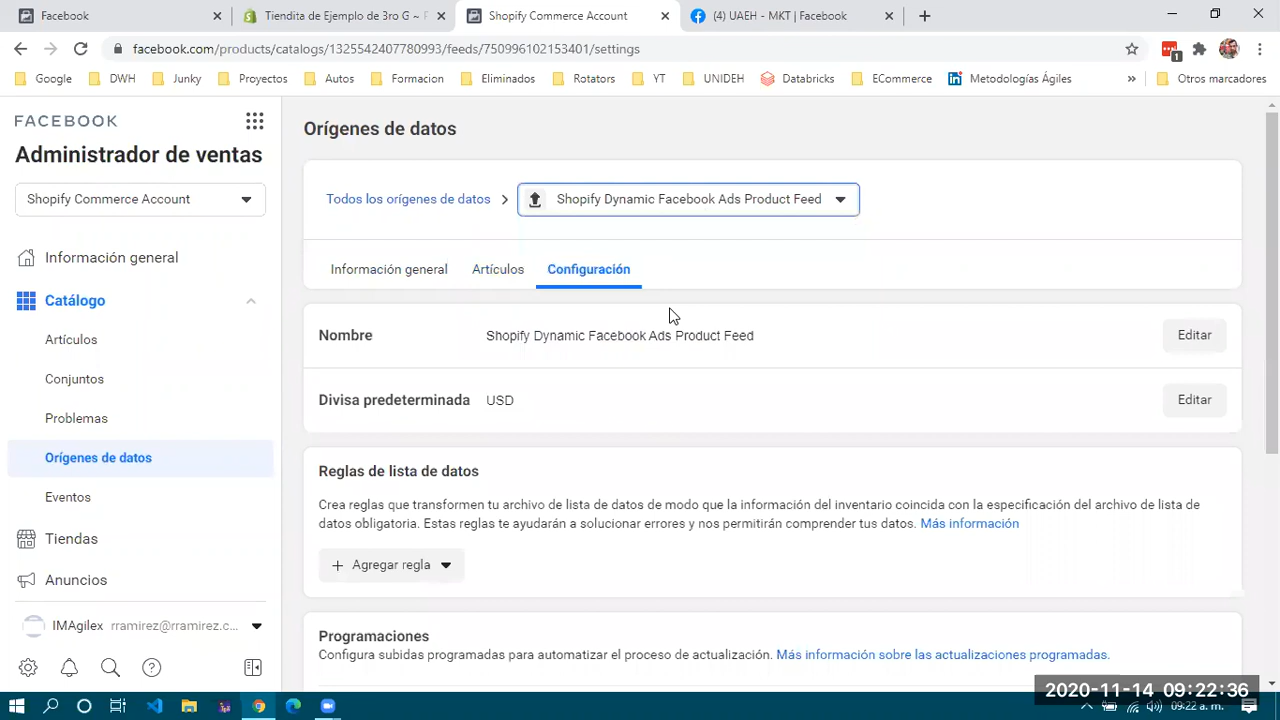 Facebook
Tiendita de Ejemplo de 3ro G ~ F
Shopify Commerce Account
(4) UAEH - MKT | Facebook
facebook.com/products/catalogs/1325542407780993/feeds/750996102153401/settings
1
Google
DWH
Junky
Proyectos
Autos
Formacion
Eliminados
Rotators
YT
UNIDEH
Databricks
ECommerce
Metodologías Ágiles
»
Otros marcadores
FACEBOOK
Administrador de ventas
Shopify Commerce Account
Información general
Catálogo
Artículos
Conjuntos
Problemas
Orígenes de datos
Eventos
Tiendas
Anuncios
IMAgilex rramirez@rramirez.c...
Orígenes de datos
Todos los orígenes de datos > Shopify Dynamic Facebook Ads Product Feed
Información general
Artículos
Configuración
Nombre
Shopify Dynamic Facebook Ads Product Feed
Editar
Divisa predeterminada
USD
Editar
Reglas de lista de datos
Crea reglas que transformen tu archivo de lista de datos de modo que la información del inventario coincida con la especificación del archivo de lista de
datos obligatoria. Estas reglas te ayudarán a solucionar errores y nos permitirán comprender tus datos. Más información
+ Agregar regla
Programaciones
Configura subidas programadas para automatizar el proceso de actualización. Más información sobre las actualizaciones programadas.
2020-11-14 09:22:36
09:22 a. m.